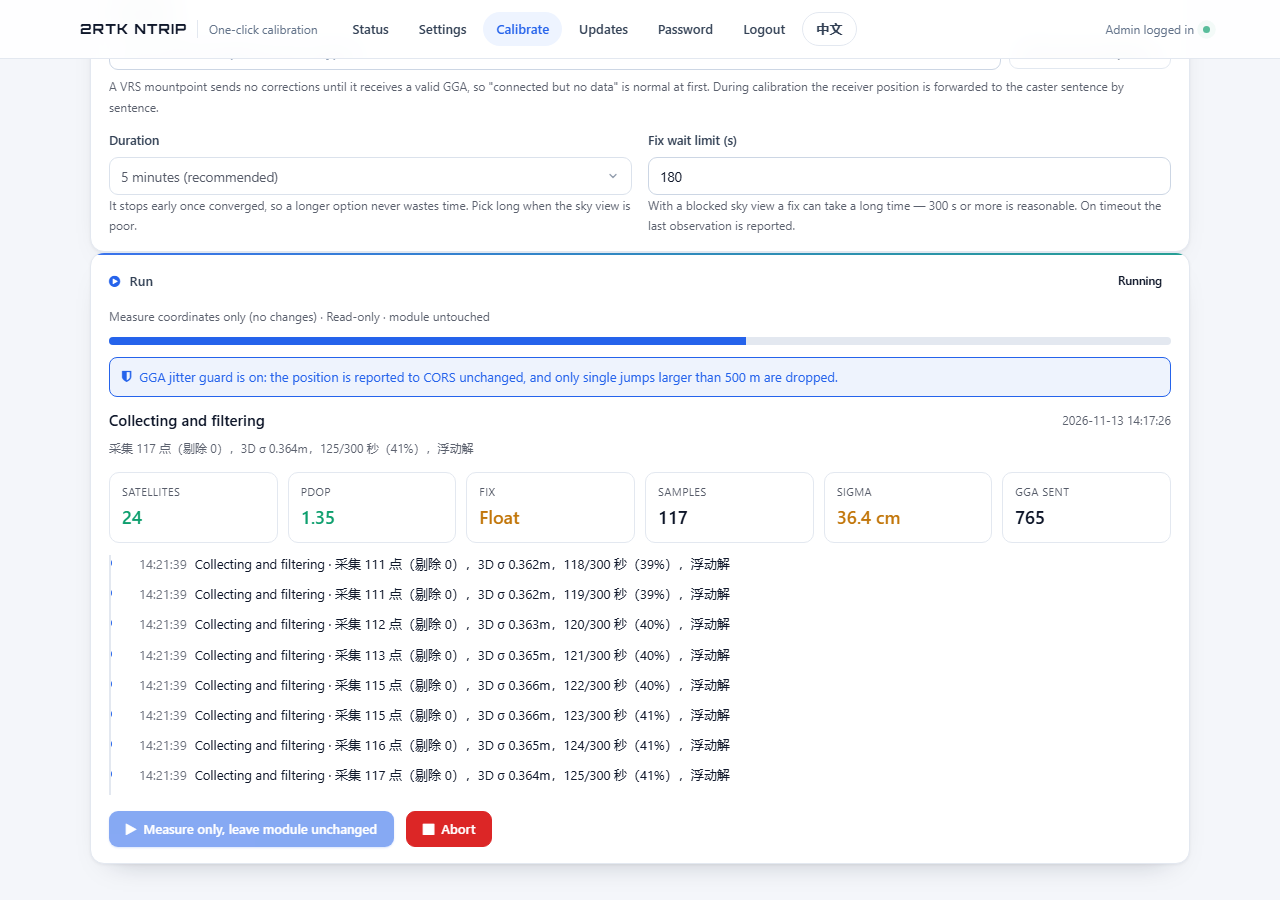 2RTK NTRIP One-click calibration Status Settings Calibrate Updates Password Logout 中文 Admin logged in
A VRS mountpoint sends no corrections until it receives a valid GGA, so "connected but no data" is normal at first. During calibration the receiver position is forwarded to the caster sentence by
sentence.
Duration
5 minutes (recommended)
It stops early once converged, so a longer option never wastes time. Pick long when the sky view is
poor.
Fix wait limit (s)
180
With a blocked sky view a fix can take a long time — 300 s or more is reasonable. On timeout the
last observation is reported.
Run
Running
Measure coordinates only (no changes) · Read-only · module untouched
GGA jitter guard is on: the position is reported to CORS unchanged, and only single jumps larger than 500 m are dropped.
Collecting and filtering
2026-11-13 14:17:26
采集 117 点（剔除 0），3D σ 0.364m，125/300 秒（41%），浮动解
SATELLITES
24
PDOP
1.35
FIX
Float
SAMPLES
117
SIGMA
36.4 cm
GGA SENT
765
14:21:39 Collecting and filtering · 采集 111 点（剔除 0），3D σ 0.362m，118/300 秒（39%），浮动解
14:21:39 Collecting and filtering · 采集 111 点（剔除 0），3D σ 0.362m，119/300 秒（39%），浮动解
14:21:39 Collecting and filtering · 采集 112 点（剔除 0），3D σ 0.363m，120/300 秒（40%），浮动解
14:21:39 Collecting and filtering · 采集 113 点（剔除 0），3D σ 0.365m，121/300 秒（40%），浮动解
14:21:39 Collecting and filtering · 采集 115 点（剔除 0），3D σ 0.366m，122/300 秒（40%），浮动解
14:21:39 Collecting and filtering · 采集 115 点（剔除 0），3D σ 0.366m，123/300 秒（41%），浮动解
14:21:39 Collecting and filtering · 采集 116 点（剔除 0），3D σ 0.365m，124/300 秒（41%），浮动解
14:21:39 Collecting and filtering · 采集 117 点（剔除 0），3D σ 0.364m，125/300 秒（41%），浮动解
Measure only, leave module unchanged
Abort